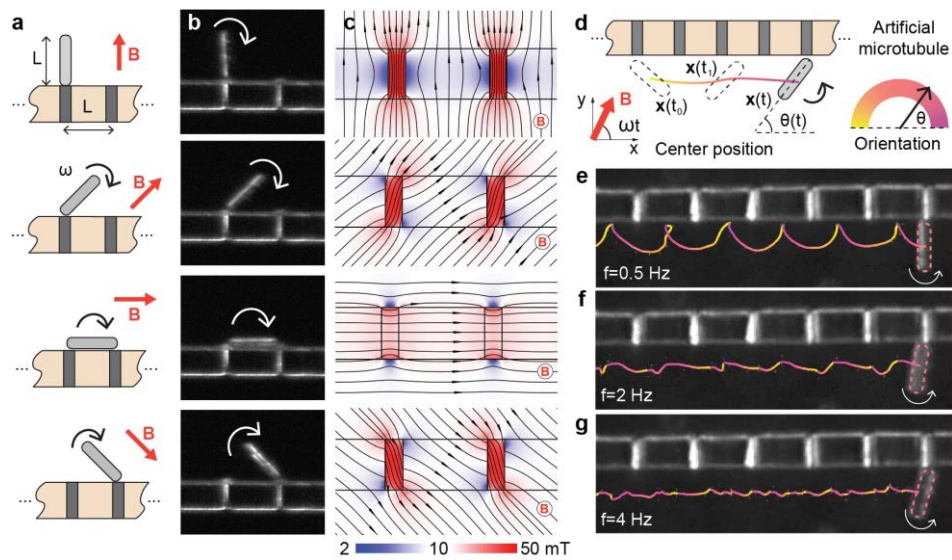 a
L
B
L
ω
B
B
B
b
c
B
B
B
B
2 10 50 mT
d
Artificial
microtubule
x(t₁)
x(t₀)
x(t)
y
B
ωt
x
θ(t)
Center position
θ
Orientation
e
f=0.5 Hz
f
f=2 Hz
g
f=4 Hz